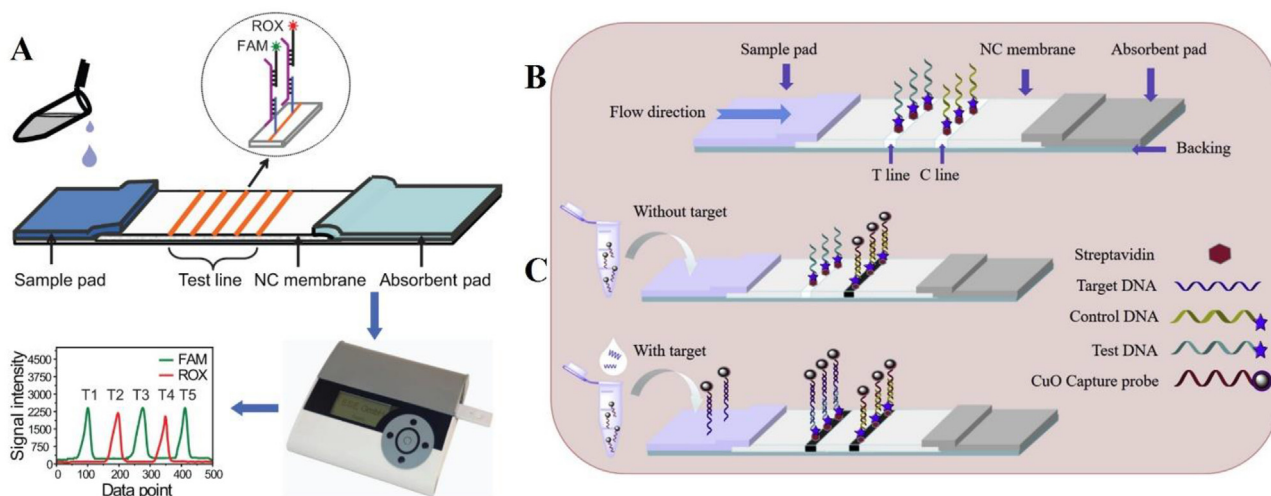 A
ROX
FAM
Sample pad
Test line
NC membrane
Absorbent pad
Signal intensity
4500
3750
3000
2250
1500
750
0
FAM
ROX
T1 T2 T3 T4 T5
0 100 200 300 400 500
Data point
B
Sample pad
NC membrane
Absorbent pad
Flow direction
T line
C line
Backing
C
Without target
With target
Streptavidin
Target DNA
Control DNA
Test DNA
CuO Capture probe